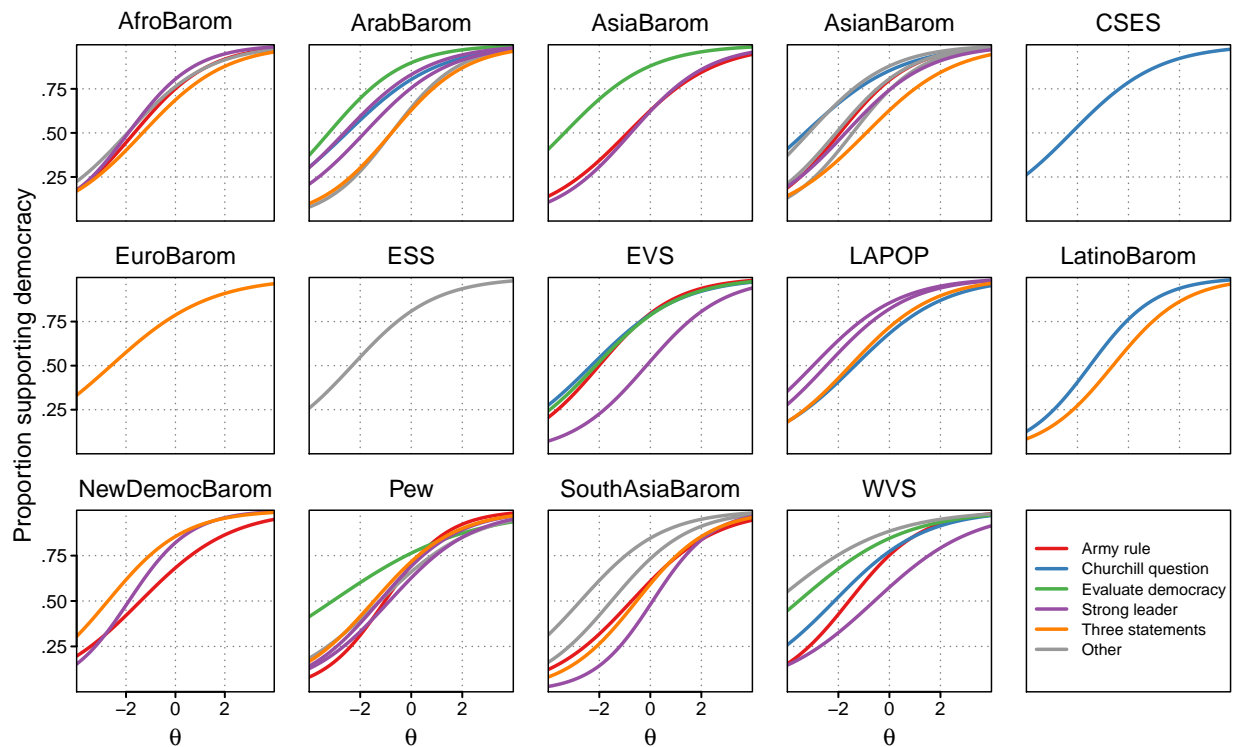 AfroBarom ArabBarom AsiaBarom AsianBarom CSES
.75
.50
.25
EuroBarom ESS EVS LAPOP LatinoBarom
.75
.50
.25
Proportion supporting democracy
NewDemocBarom Pew SouthAsiaBarom WVS
.75
.50
.25
Army rule
Churchill question
Evaluate democracy
Strong leader
Three statements
Other
−2 0 2 −2 0 2 −2 0 2 −2 0 2
θ θ θ θ